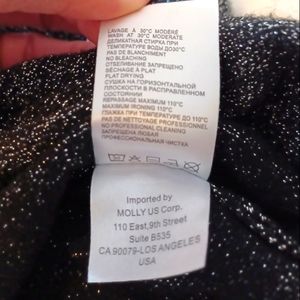 LAVAGE À 30°C MODÉRÉ
WASH AT 30°C MODERATE
ДЕЛИКАТНАЯ СТИРКА ПРИ
ТЕМПЕРАТУРЕ ВОДЫ ДО30°C
PAS DE BLANCHIMENT
NO BLEACHING
ОТБЕЛИВАНИЕ ЗАПРЕЩЕНО
SÉCHAGE À PLAT
FLAT DRYING
СУШКА НА ГОРИЗОНТАЛЬНОЙ
ПЛОСКОСТИ В РАСПРАВЛЕННОМ
СОСТОЯНИИ
REPASSAGE MAXIMUM 110°C
MAXIMUM IRONING 110°C
ГЛАЖКА ПРИ ТЕМПЕРАТУРЕ ДО 110°C
PAS DE NETTOYAGE PROFESSIONNEL
NO PROFESSIONAL CLEANING
ЗАПРЕЩЕНА ЛЮБАЯ
ПРОФЕССИОНАЛЬНАЯ ЧИСТКА
Imported by
MOLLY US Corp.
110 East,9th Street
Suite B535
CA 90079-LOS ANGELES
USA